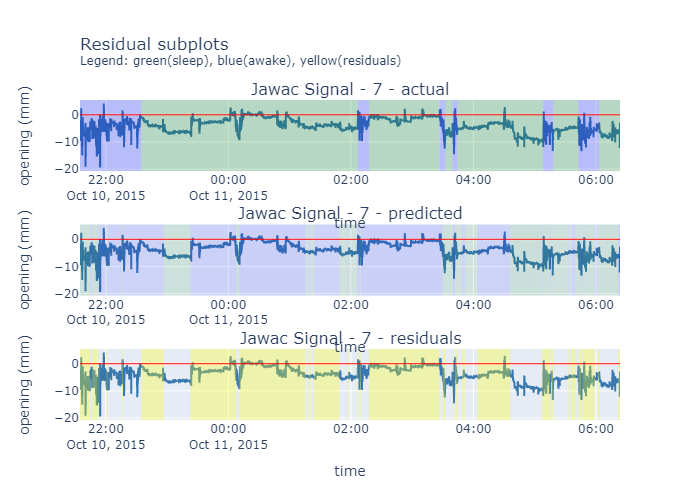 Residual subplots
Legend: green(sleep), blue(awake), yellow(residuals)
Jawac Signal - 7 - actual
opening (mm)
0
−10
−20
22:00 00:00 02:00 04:00 06:00
Oct 10, 2015 Oct 11, 2015
time
Jawac Signal - 7 - predicted
opening (mm)
0
−10
−20
22:00 00:00 02:00 04:00 06:00
Oct 10, 2015 Oct 11, 2015
time
Jawac Signal - 7 - residuals
opening (mm)
0
−10
−20
22:00 00:00 02:00 04:00 06:00
Oct 10, 2015 Oct 11, 2015
time